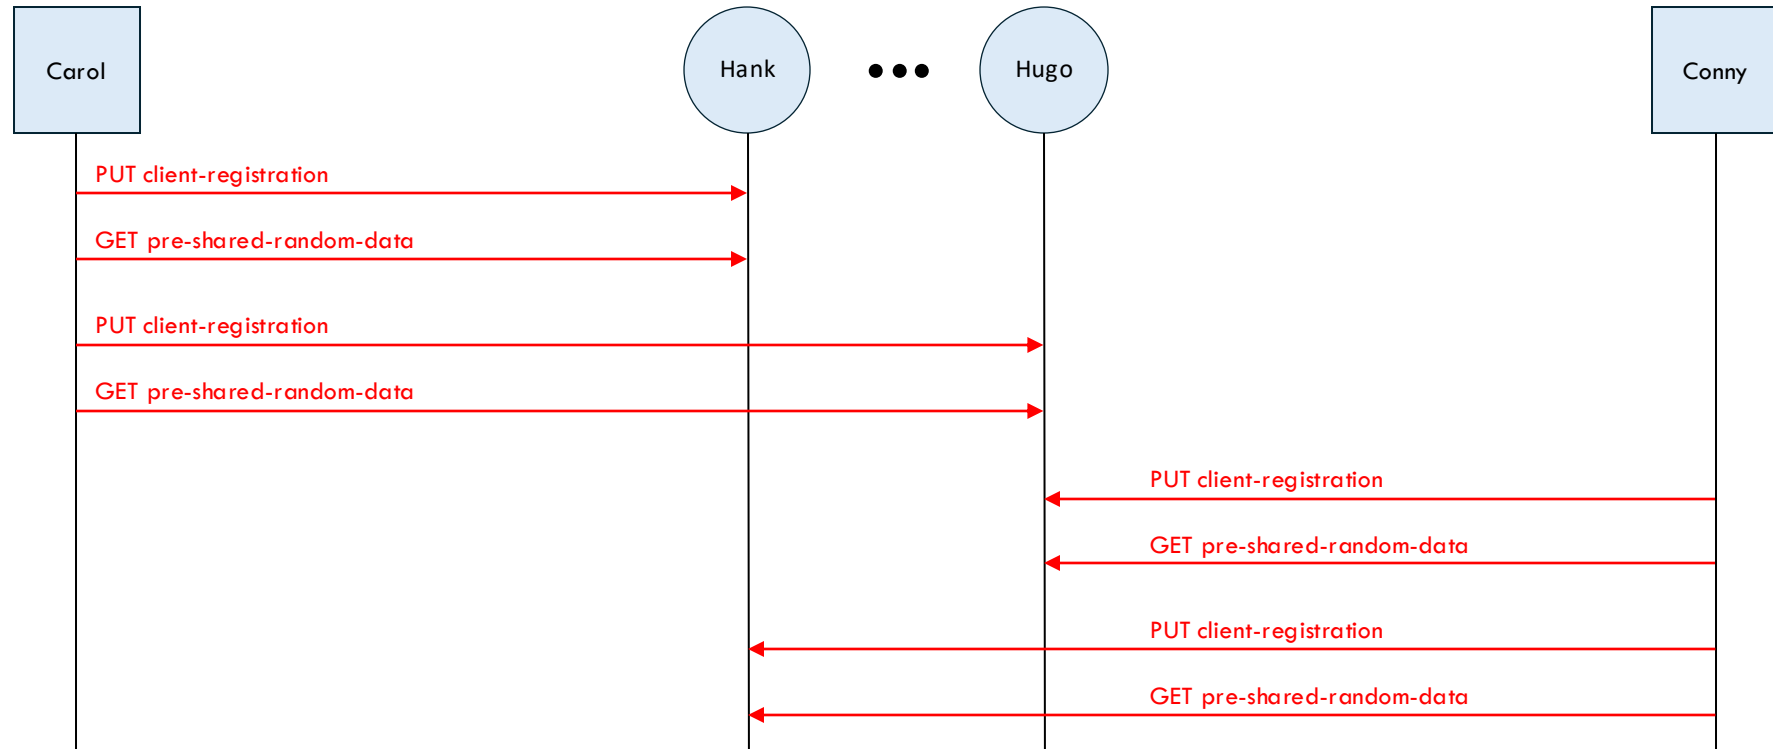 Carol
Hank
Hugo
Conny
PUT client-registration
GET pre-shared-random-data
PUT client-registration
GET pre-shared-random-data
PUT client-registration
GET pre-shared-random-data
PUT client-registration
GET pre-shared-random-data